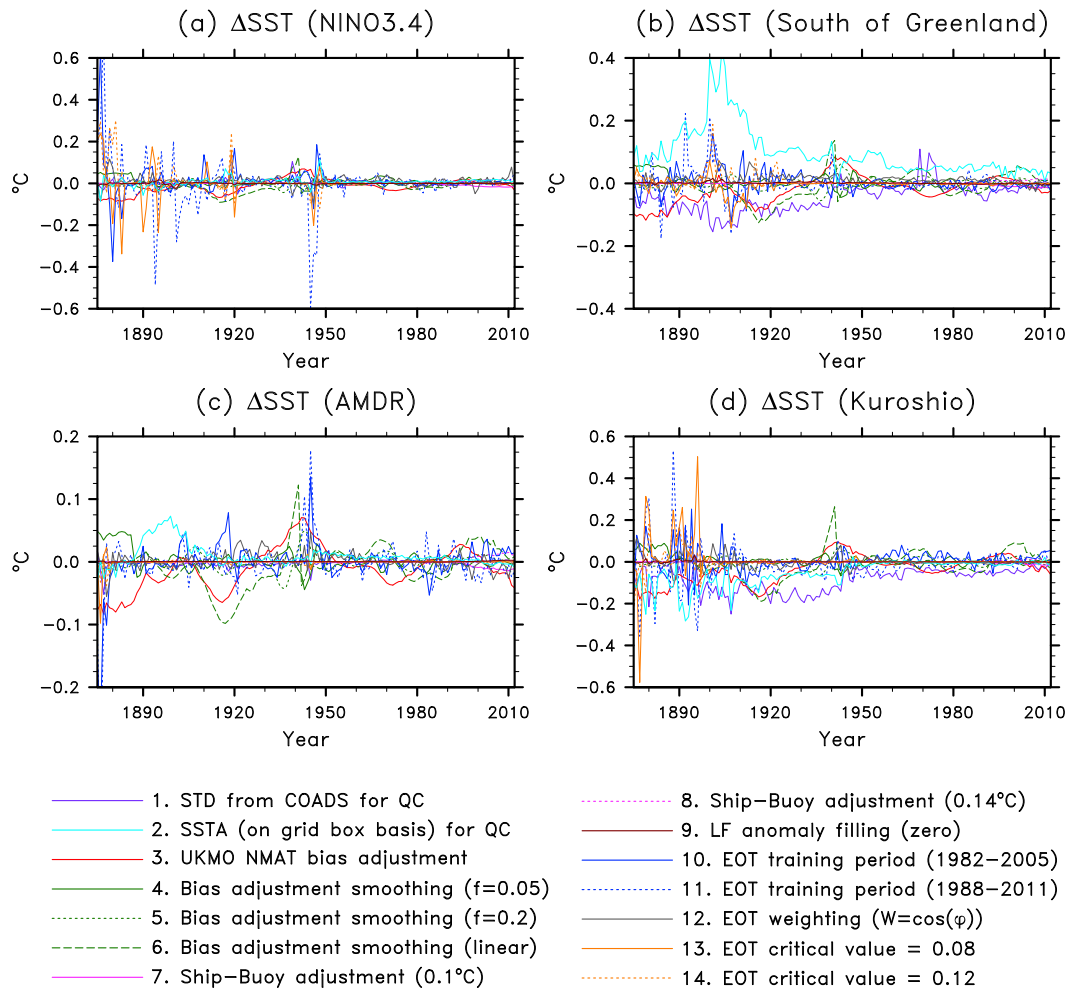 (a) ΔSST (NINO3.4)
0.6
0.4
0.2
0.0
−0.2
−0.4
−0.6
°C
1890 1920 1950 1980 2010
Year
(b) ΔSST (South of Greenland)
0.4
0.2
0.0
−0.2
−0.4
°C
1890 1920 1950 1980 2010
Year
(c) ΔSST (AMDR)
0.2
0.1
0.0
−0.1
−0.2
°C
1890 1920 1950 1980 2010
Year
(d) ΔSST (Kuroshio)
0.6
0.4
0.2
0.0
−0.2
−0.4
−0.6
°C
1890 1920 1950 1980 2010
Year
1. STD from COADS for QC
2. SSTA (on grid box basis) for QC
3. UKMO NMAT bias adjustment
4. Bias adjustment smoothing (f=0.05)
5. Bias adjustment smoothing (f=0.2)
6. Bias adjustment smoothing (linear)
7. Ship−Buoy adjustment (0.1°C)
8. Ship−Buoy adjustment (0.14°C)
9. LF anomaly filling (zero)
10. EOT training period (1982−2005)
11. EOT training period (1988−2011)
12. EOT weighting (W=cos(φ))
13. EOT critical value = 0.08
14. EOT critical value = 0.12